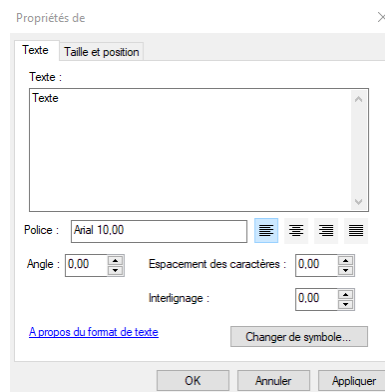 Propriétés de
Texte Taille et position
Texte :
Texte
Police : Arial 10,00
Angle : 0,00 Espacement des caractères : 0,00
Interlignage : 0,00
A propos du format de texte Changer de symbole...
OK Annuler Appliquer